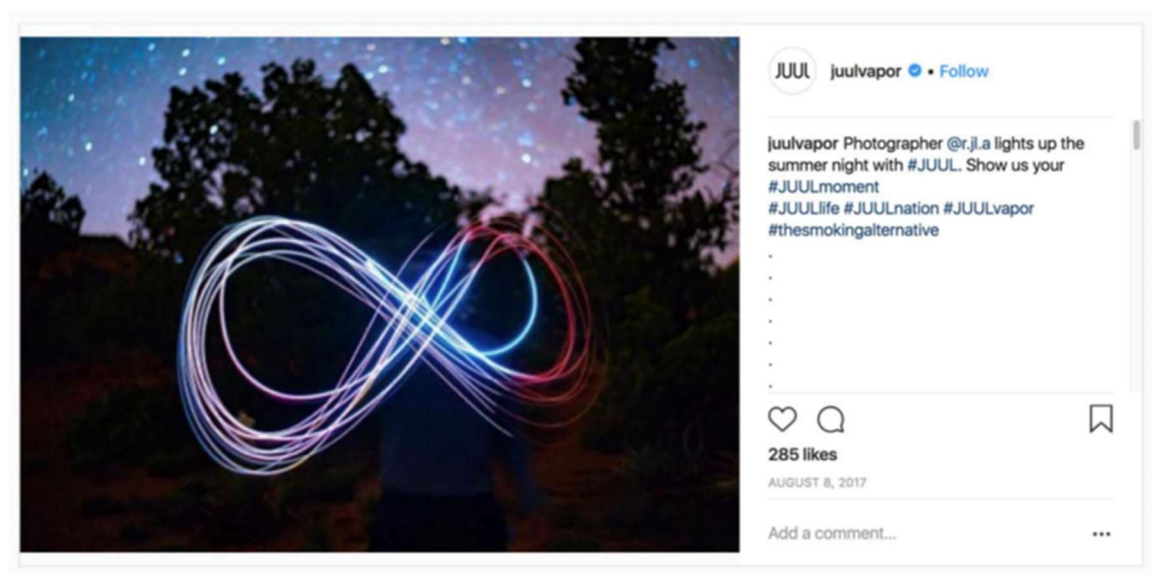 JUUL juulvapor • Follow
juulvapor Photographer @r.jl.a lights up the
summer night with #JUUL. Show us your
#JUULmoment
#JUULlife #JUULnation #JUULvapor
#thesmokingalternative
.
.
.
.
.
.
.
285 likes
AUGUST 8, 2017
Add a comment...